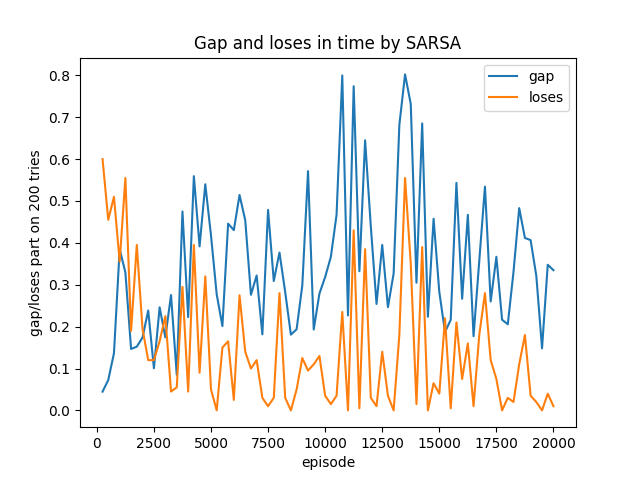 Gap and loses in time by SARSA
gap
loses
gap/loses part on 200 tries
0.8
0.7
0.6
0.5
0.4
0.3
0.2
0.1
0.0
0 2500 5000 7500 10000 12500 15000 17500 20000
episode